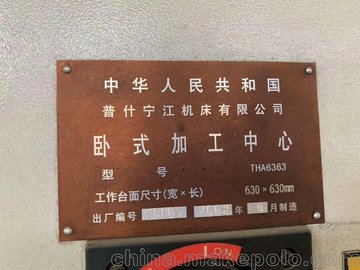 中华人民共和国
普什宁江机床有限公司
卧式加工中心
型 号 THA6363
工作台面尺寸(宽×长) 630×630mm
出厂编号 年 9月制造
ON
china.makepolo.com